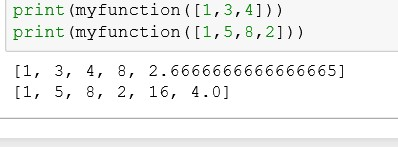 print(myfunction([1,3,4]))
print(myfunction([1,5,8,2]))
[1, 3, 4, 8, 2.6666666666666665]
[1, 5, 8, 2, 16, 4.0]